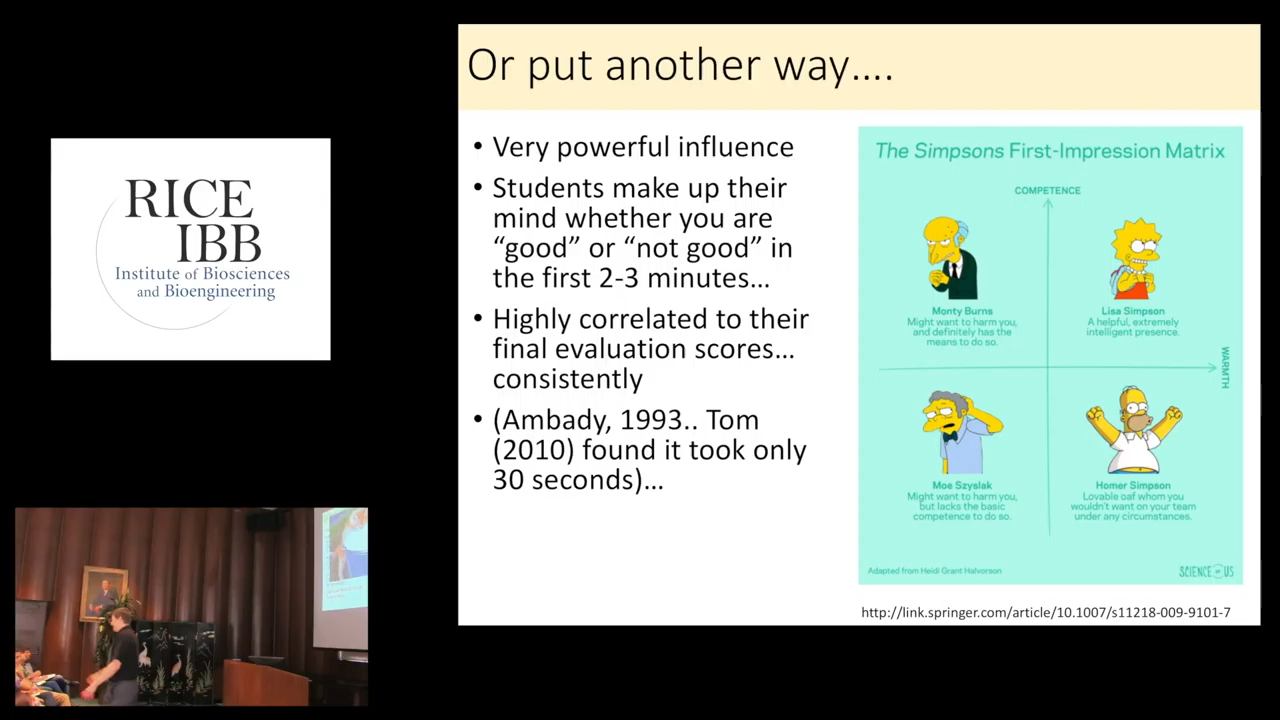 Or put another way....
RICE
IBB
Institute of Biosciences
and Bioengineering
• Very powerful influence
• Students make up their
mind whether you are
“good” or “not good” in
the first 2-3 minutes...
• Highly correlated to their
final evaluation scores...
consistently
• (Ambady, 1993.. Tom
(2010) found it took only
30 seconds)...
The Simpsons First-Impression Matrix
COMPETENCE
Monty Burns
Might want to harm you,
and definitely has the
means to do so.
Lisa Simpson
A helpful, extremely
intelligent presence.
WARMTH
Moe Szyslak
Might want to harm you,
but lacks the basic
competence to do so.
Homer Simpson
Lovable oaf whom you
wouldn't want on your team
under any circumstances.
Adapted from Heidi Grant Halvorson
SCIENCE OF US
http://link.springer.com/article/10.1007/s11218-009-9101-7